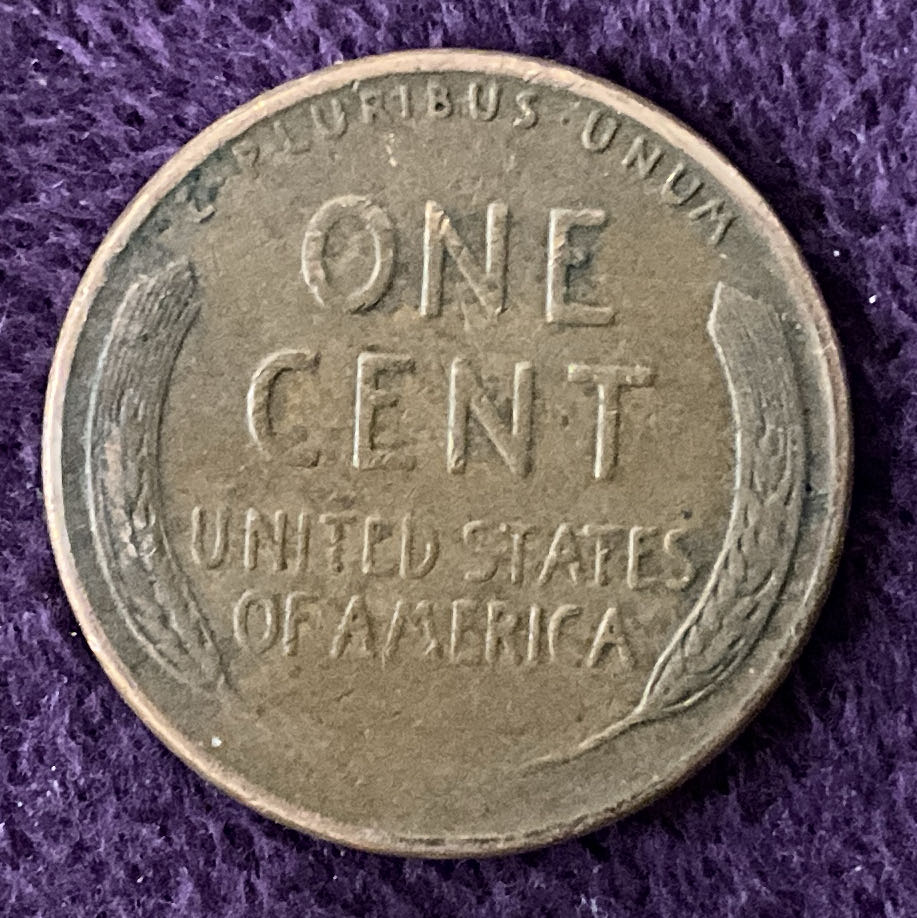 E PLURIBUS · UNUM
ONE
CENT
UNITED STATES
OF AMERICA